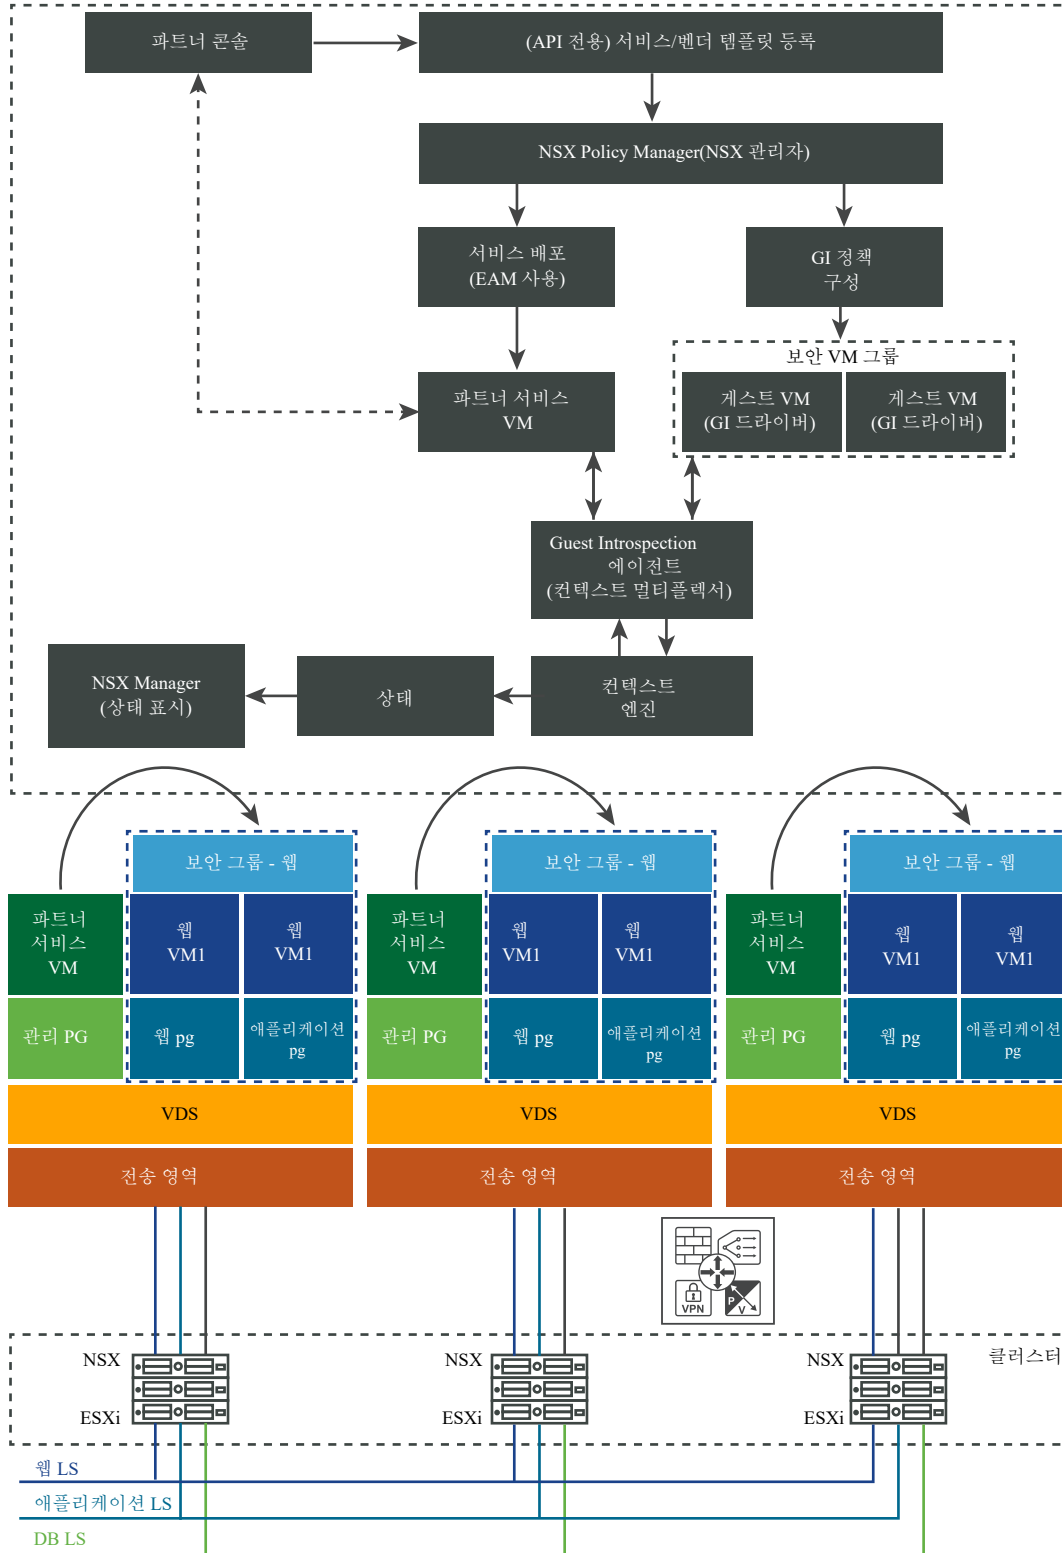 파트너 콘솔
(API 전용) 서비스/벤더 템플릿 등록
NSX Policy Manager(NSX 관리자)
서비스 배포
(EAM 사용)
GI 정책
구성
보안 VM 그룹
파트너 서비스
VM
게스트 VM
(GI 드라이버)
게스트 VM
(GI 드라이버)
Guest Introspection
에이전트
(컨텍스트 멀티플렉서)
NSX Manager
(상태 표시)
상태
컨텍스트
엔진
보안 그룹 - 웹
보안 그룹 - 웹
보안 그룹 - 웹
파트너
서비스
VM
웹
VM1
웹
VM1
파트너
서비스
VM
웹
VM1
웹
VM1
파트너
서비스
VM
웹
VM1
웹
VM1
관리 PG
웹 pg
애플리케이션
pg
관리 PG
웹 pg
애플리케이션
pg
관리 PG
웹 pg
애플리케이션
pg
VDS
VDS
VDS
전송 영역
전송 영역
전송 영역
VPN
P
V
클러스터
NSX
ESXi
NSX
ESXi
NSX
ESXi
웹 LS
애플리케이션 LS
DB LS